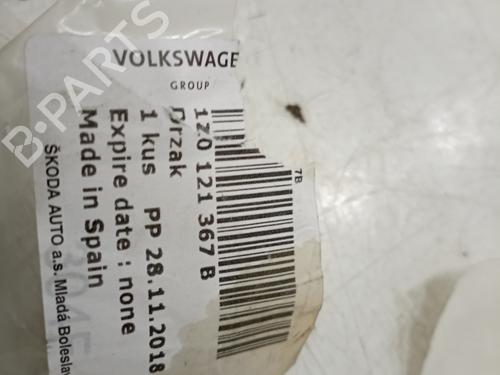 VOLKSWAGE
GROUP
1Z0 121 367 B
Drzak
1 kus PP 28.11.2018
Expire date : none
Made in Spain
ŠKODA AUTO a.s. Mladá Boleslav
7B
B-PARTS